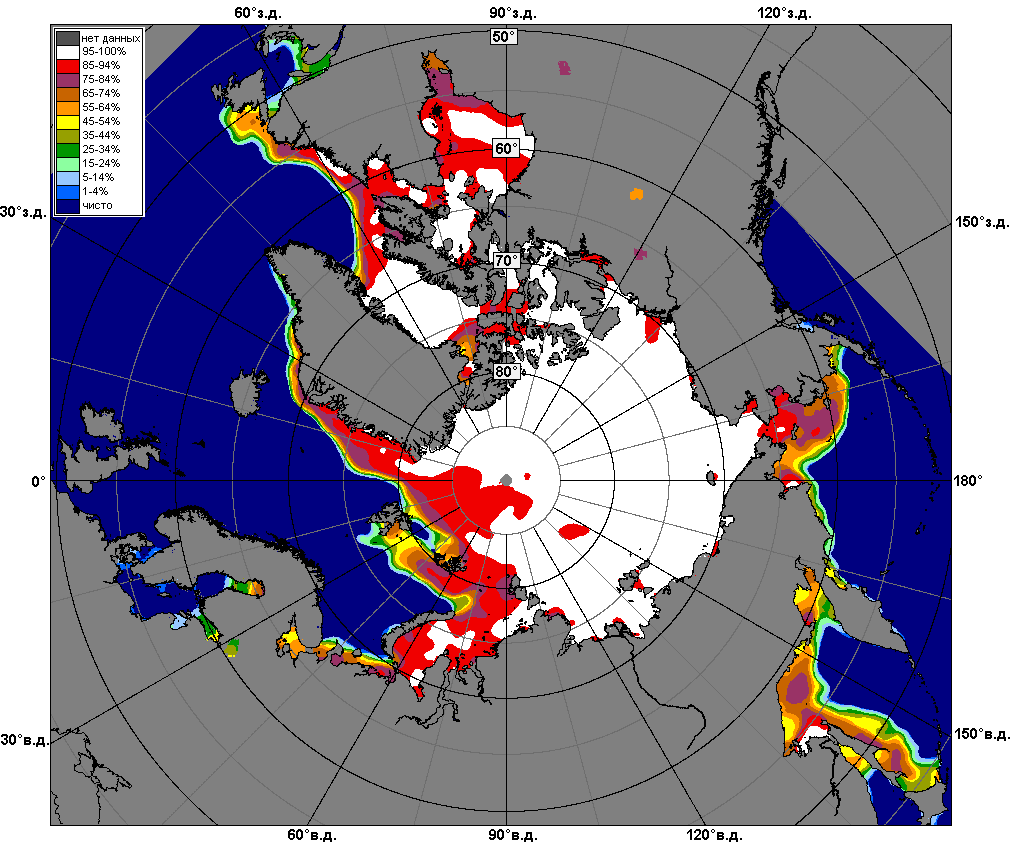 60°з.д.
90°з.д.
120°з.д.
нет данных
95-100%
85-94%
75-84%
65-74%
55-64%
45-54%
35-44%
25-34%
15-24%
5-14%
1-4%
чисто
50°
60°
70°
80°
30°з.д.
150°з.д.
0°
180°
30°в.д.
150°в.д.
60°в.д.
90°в.д.
120°в.д.